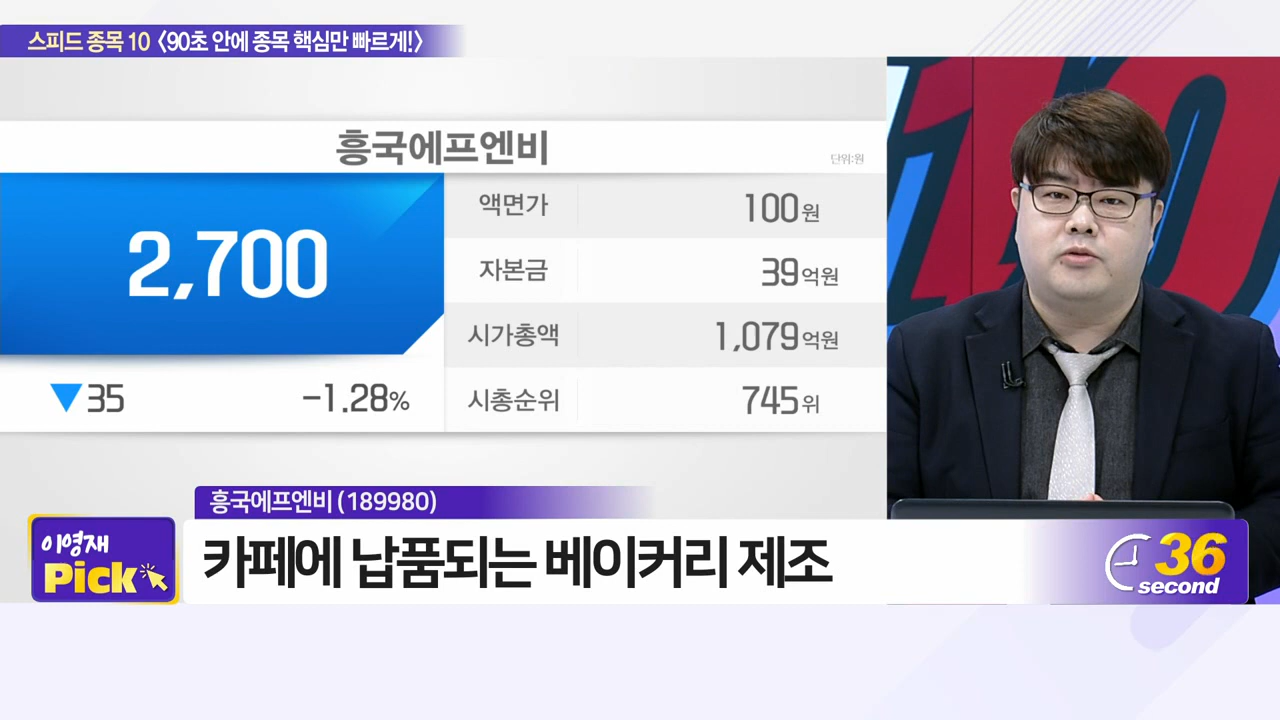 스피드 종목 10 〈90초 안에 종목 핵심만 빠르게!〉
흥국에프엔비
단위:원
2,700
▼35 -1.28%
액면가 100원
자본금 39억원
시가총액 1,079억원
시총순위 745위
흥국에프엔비 (189980)
이영재
Pick
카페에 납품되는 베이커리 제조
36
second
10